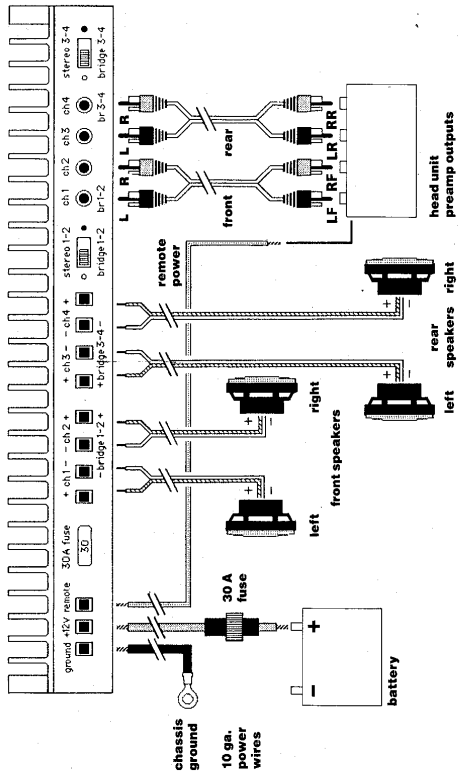 ground +12V remote 30A fuse + ch1 − − ch2 + + ch3 − − ch4 + stereo 1-2 ch1 ch2 ch3 ch4 stereo 3-4
30
− bridge 1-2 + + bridge 3-4 − bridge 1-2 br1-2 br 3-4 bridge 3-4
L R L R
remote
power
front rear
LF RF LR RR
chassis
ground
10 ga.
power
wires
30 A
fuse
+ − + − + − + −
left right
front speakers
left right
rear
speakers
head unit
preamp outputs
− +
battery